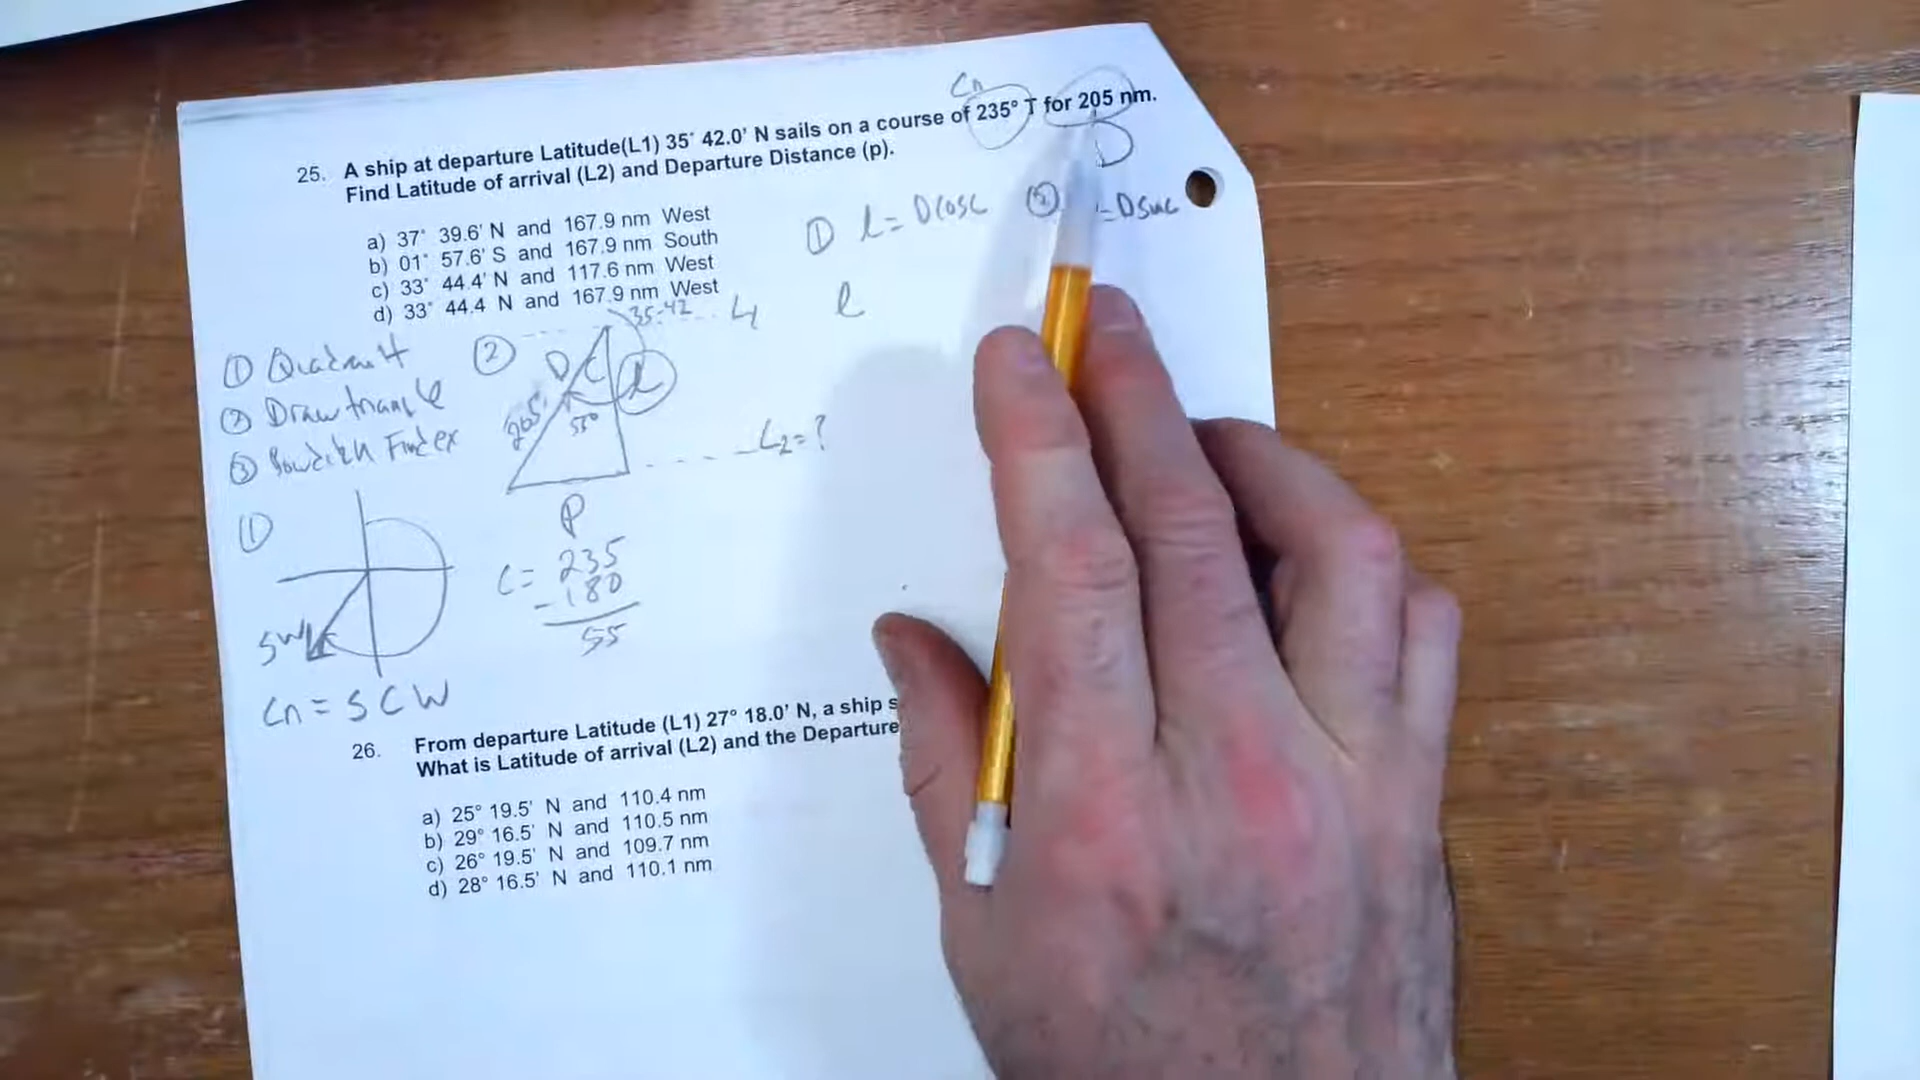 Cn
25. A ship at departure Latitude(L1) 35° 42.0' N sails on a course of 235° T for 205 nm.
Find Latitude of arrival (L2) and Departure Distance (p).
D
a) 37° 39.6' N and 167.9 nm West
b) 01° 57.6' S and 167.9 nm South
c) 33° 44.4' N and 117.6 nm West
d) 33° 44.4 N and 167.9 nm West
① l = D cos C ② = D sin C
l
① Quadrant
② Draw triangle
③ Bowditch Index
②
35-42 L1
D C l
205' 55°
L2 = ?
P
①
SW
Cn = S C W
C = 235
- 180
55
26. From departure Latitude (L1) 27° 18.0' N, a ship s
What is Latitude of arrival (L2) and the Departure
a) 25° 19.5' N and 110.4 nm
b) 29° 16.5' N and 110.5 nm
c) 26° 19.5' N and 109.7 nm
d) 28° 16.5' N and 110.1 nm